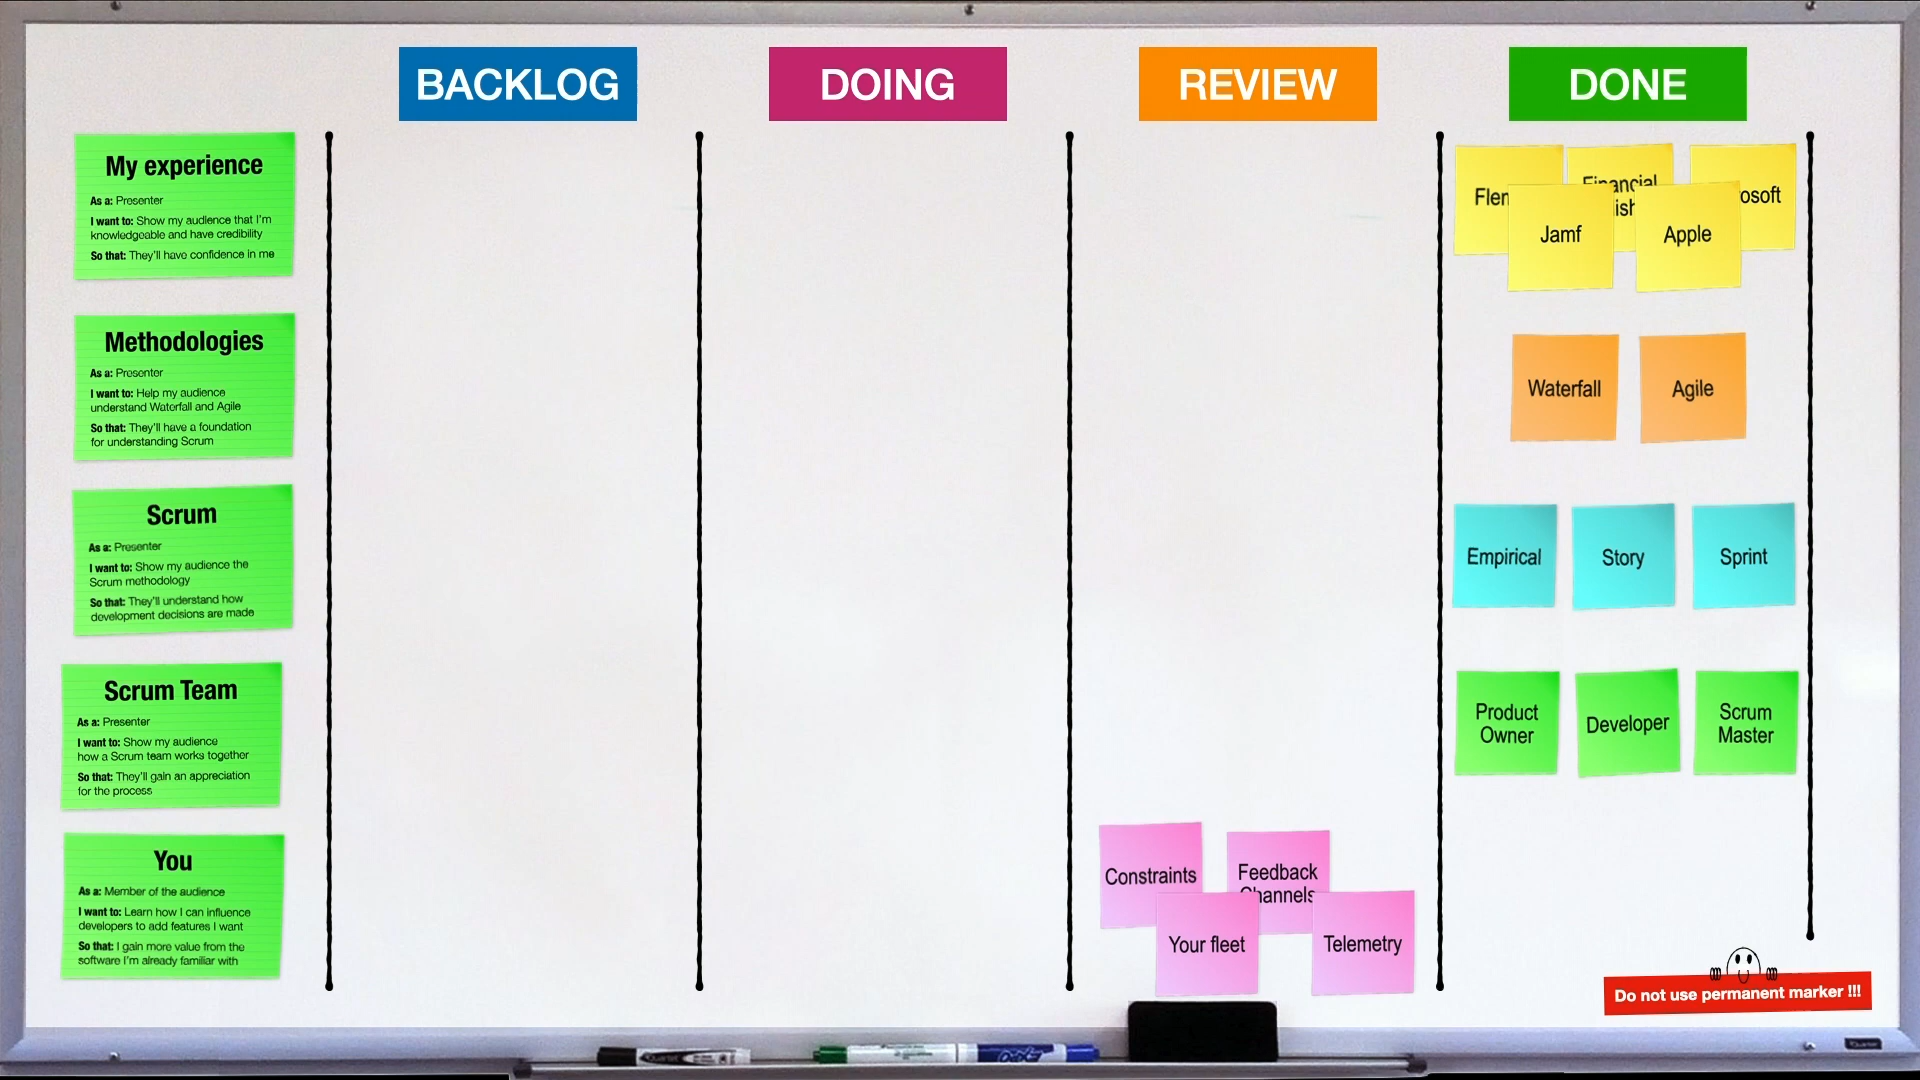 BACKLOG
DOING
REVIEW
DONE
My experience
As a: Presenter
I want to: Show my audience that I'm
knowledgeable and have credibility
So that: They'll have confidence in me
Jamf
Apple
Methodologies
As a: Presenter
I want to: Help my audience
understand Waterfall and Agile
So that: They'll have a foundation
for understanding Scrum
Waterfall
Agile
Scrum
As a: Presenter
I want to: Show my audience the
Scrum methodology
So that: They'll understand how
development decisions are made
Empirical
Story
Sprint
Scrum Team
As a: Presenter
I want to: Show my audience
how a Scrum team works together
So that: They'll gain an appreciation
for the process
Product
Owner
Developer
Scrum
Master
You
As a: Member of the audience
I want to: Learn how I can influence
developers to add features I want
So that: I gain more value from the
software I'm already familiar with
Constraints
Feedback
Channels
Your fleet
Telemetry
Do not use permanent marker !!!